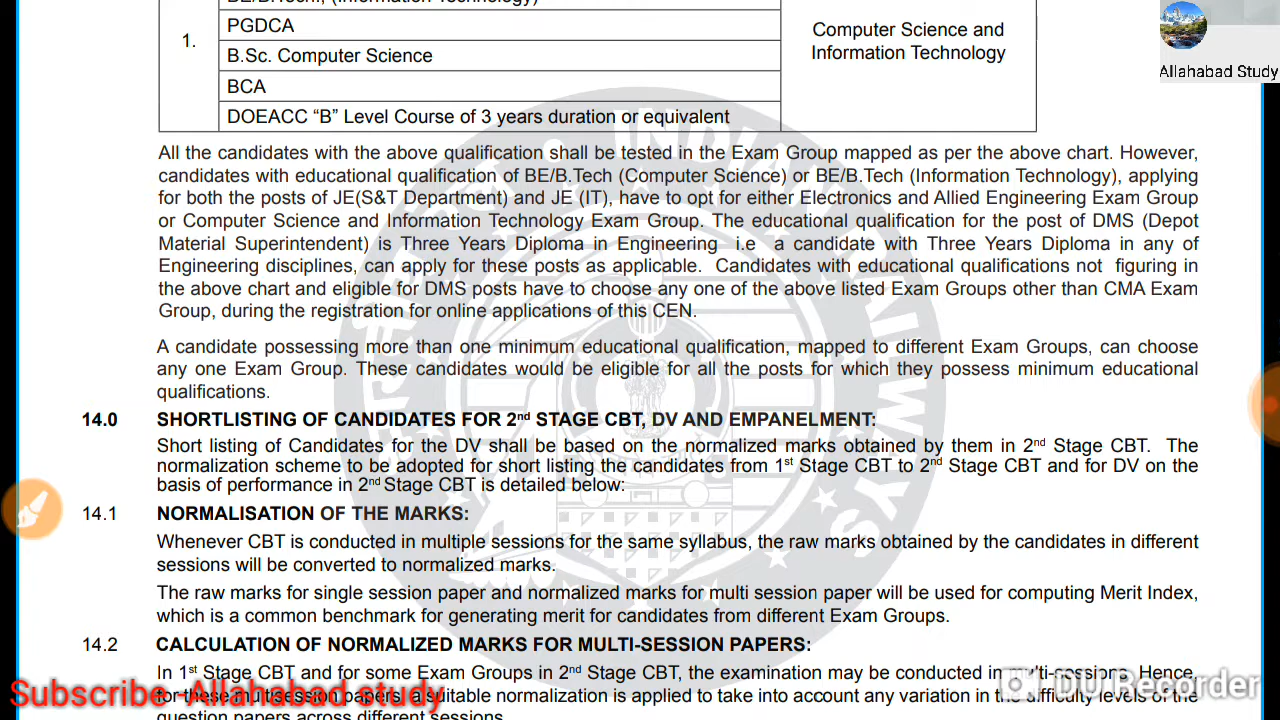 BE/B.Tech., (Information Technology)
1.
PGDCA
B.Sc. Computer Science
BCA
DOEACC “B” Level Course of 3 years duration or equivalent
Computer Science and
Information Technology
Allahabad Study
All the candidates with the above qualification shall be tested in the Exam Group mapped as per the above chart. However,
candidates with educational qualification of BE/B.Tech (Computer Science) or BE/B.Tech (Information Technology), applying
for both the posts of JE(S&T Department) and JE (IT), have to opt for either Electronics and Allied Engineering Exam Group
or Computer Science and Information Technology Exam Group. The educational qualification for the post of DMS (Depot
Material Superintendent) is Three Years Diploma in Engineering i.e a candidate with Three Years Diploma in any of
Engineering disciplines, can apply for these posts as applicable. Candidates with educational qualifications not figuring in
the above chart and eligible for DMS posts have to choose any one of the above listed Exam Groups other than CMA Exam
Group, during the registration for online applications of this CEN.
A candidate possessing more than one minimum educational qualification, mapped to different Exam Groups, can choose
any one Exam Group. These candidates would be eligible for all the posts for which they possess minimum educational
qualifications.
14.0 SHORTLISTING OF CANDIDATES FOR 2nd STAGE CBT, DV AND EMPANELMENT:
Short listing of Candidates for the DV shall be based on the normalized marks obtained by them in 2nd Stage CBT. The
normalization scheme to be adopted for short listing the candidates from 1st Stage CBT to 2nd Stage CBT and for DV on the
basis of performance in 2nd Stage CBT is detailed below:
14.1 NORMALISATION OF THE MARKS:
Whenever CBT is conducted in multiple sessions for the same syllabus, the raw marks obtained by the candidates in different
sessions will be converted to normalized marks.
The raw marks for single session paper and normalized marks for multi session paper will be used for computing Merit Index,
which is a common benchmark for generating merit for candidates from different Exam Groups.
14.2 CALCULATION OF NORMALIZED MARKS FOR MULTI-SESSION PAPERS:
In 1st Stage CBT and for some Exam Groups in 2nd Stage CBT, the examination may be conducted in multi-sessions. Hence,
for these multisession papers, a suitable normalization is applied to take into account any variation in the difficulty levels of the
question papers across different sessions.
Subscribe -Allahabad study
DU Recorder
INDIAN RAILWAYS